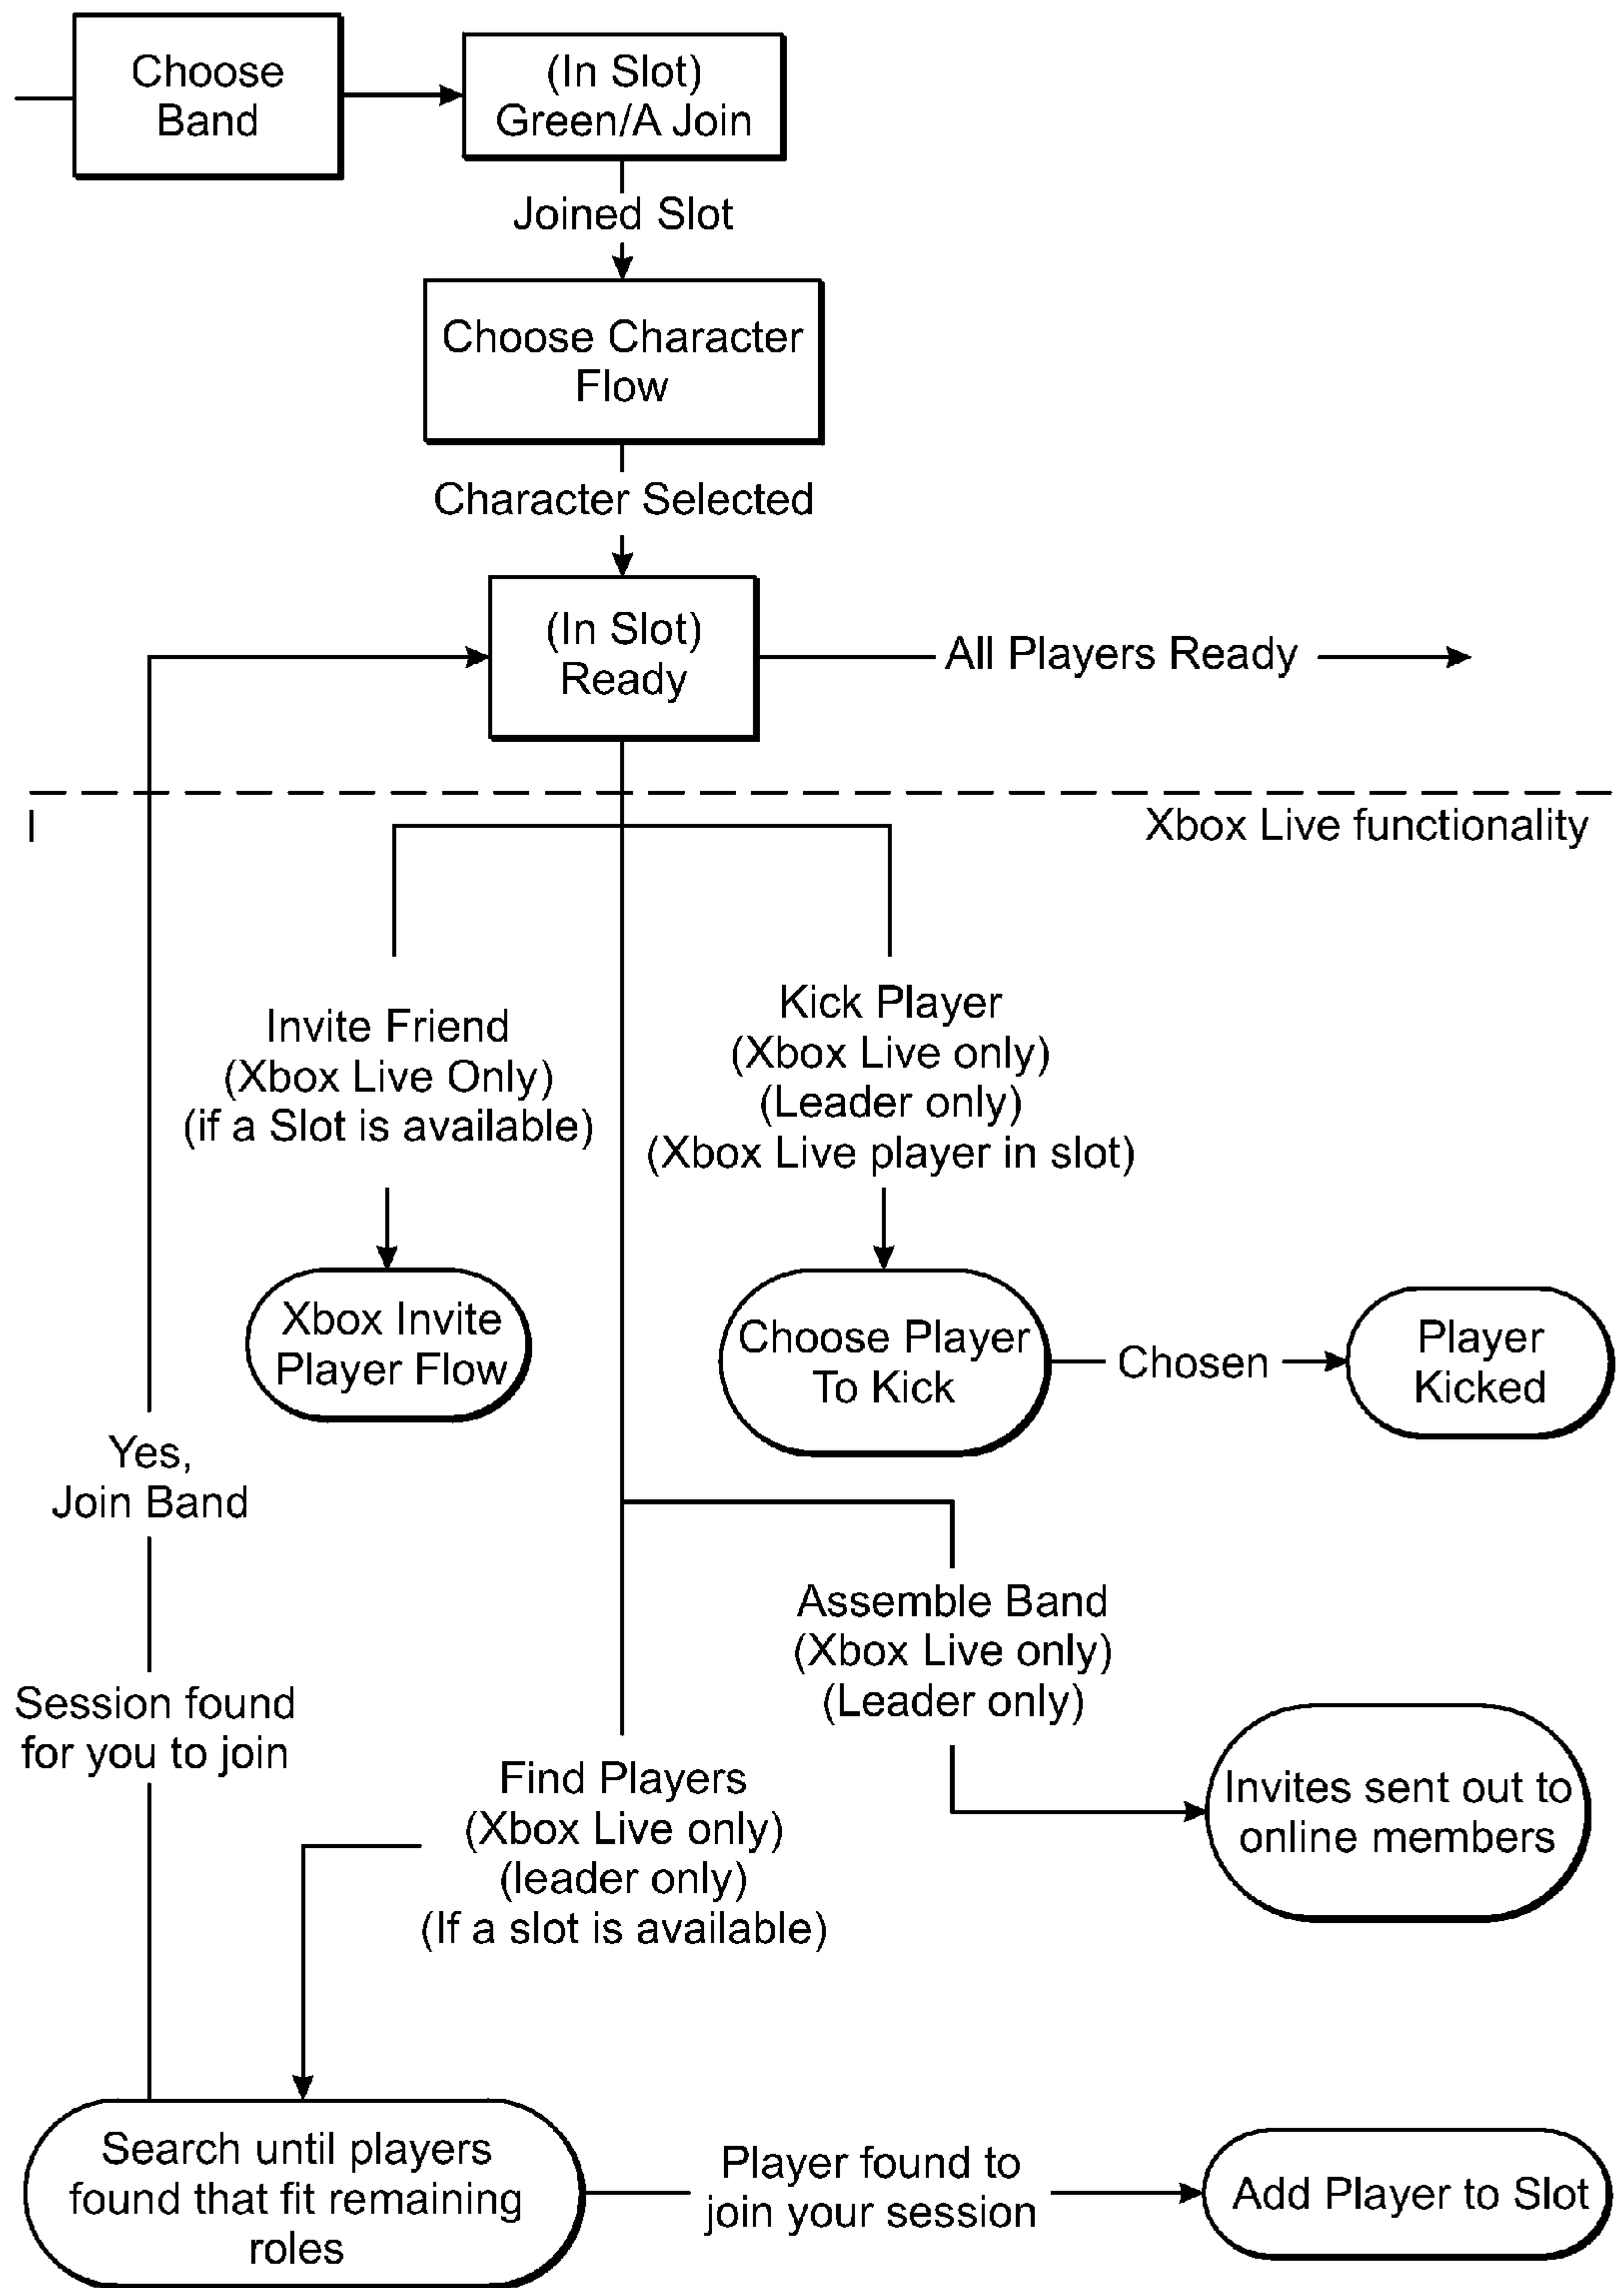 Choose
Band
(In Slot)
Green/A Join
Joined Slot
Choose Character
Flow
Character Selected
(In Slot)
Ready
All Players Ready
Xbox Live functionality
Invite Friend
(Xbox Live Only)
(if a Slot is available)
Kick Player
(Xbox Live only)
(Leader only)
(Xbox Live player in slot)
Xbox Invite
Player Flow
Choose Player
To Kick
Chosen
Player
Kicked
Yes,
Join Band
Assemble Band
(Xbox Live only)
(Leader only)
Session found
for you to join
Find Players
(Xbox Live only)
(leader only)
(If a slot is available)
Invites sent out to
online members
Search until players
found that fit remaining
roles
Player found to
join your session
Add Player to Slot